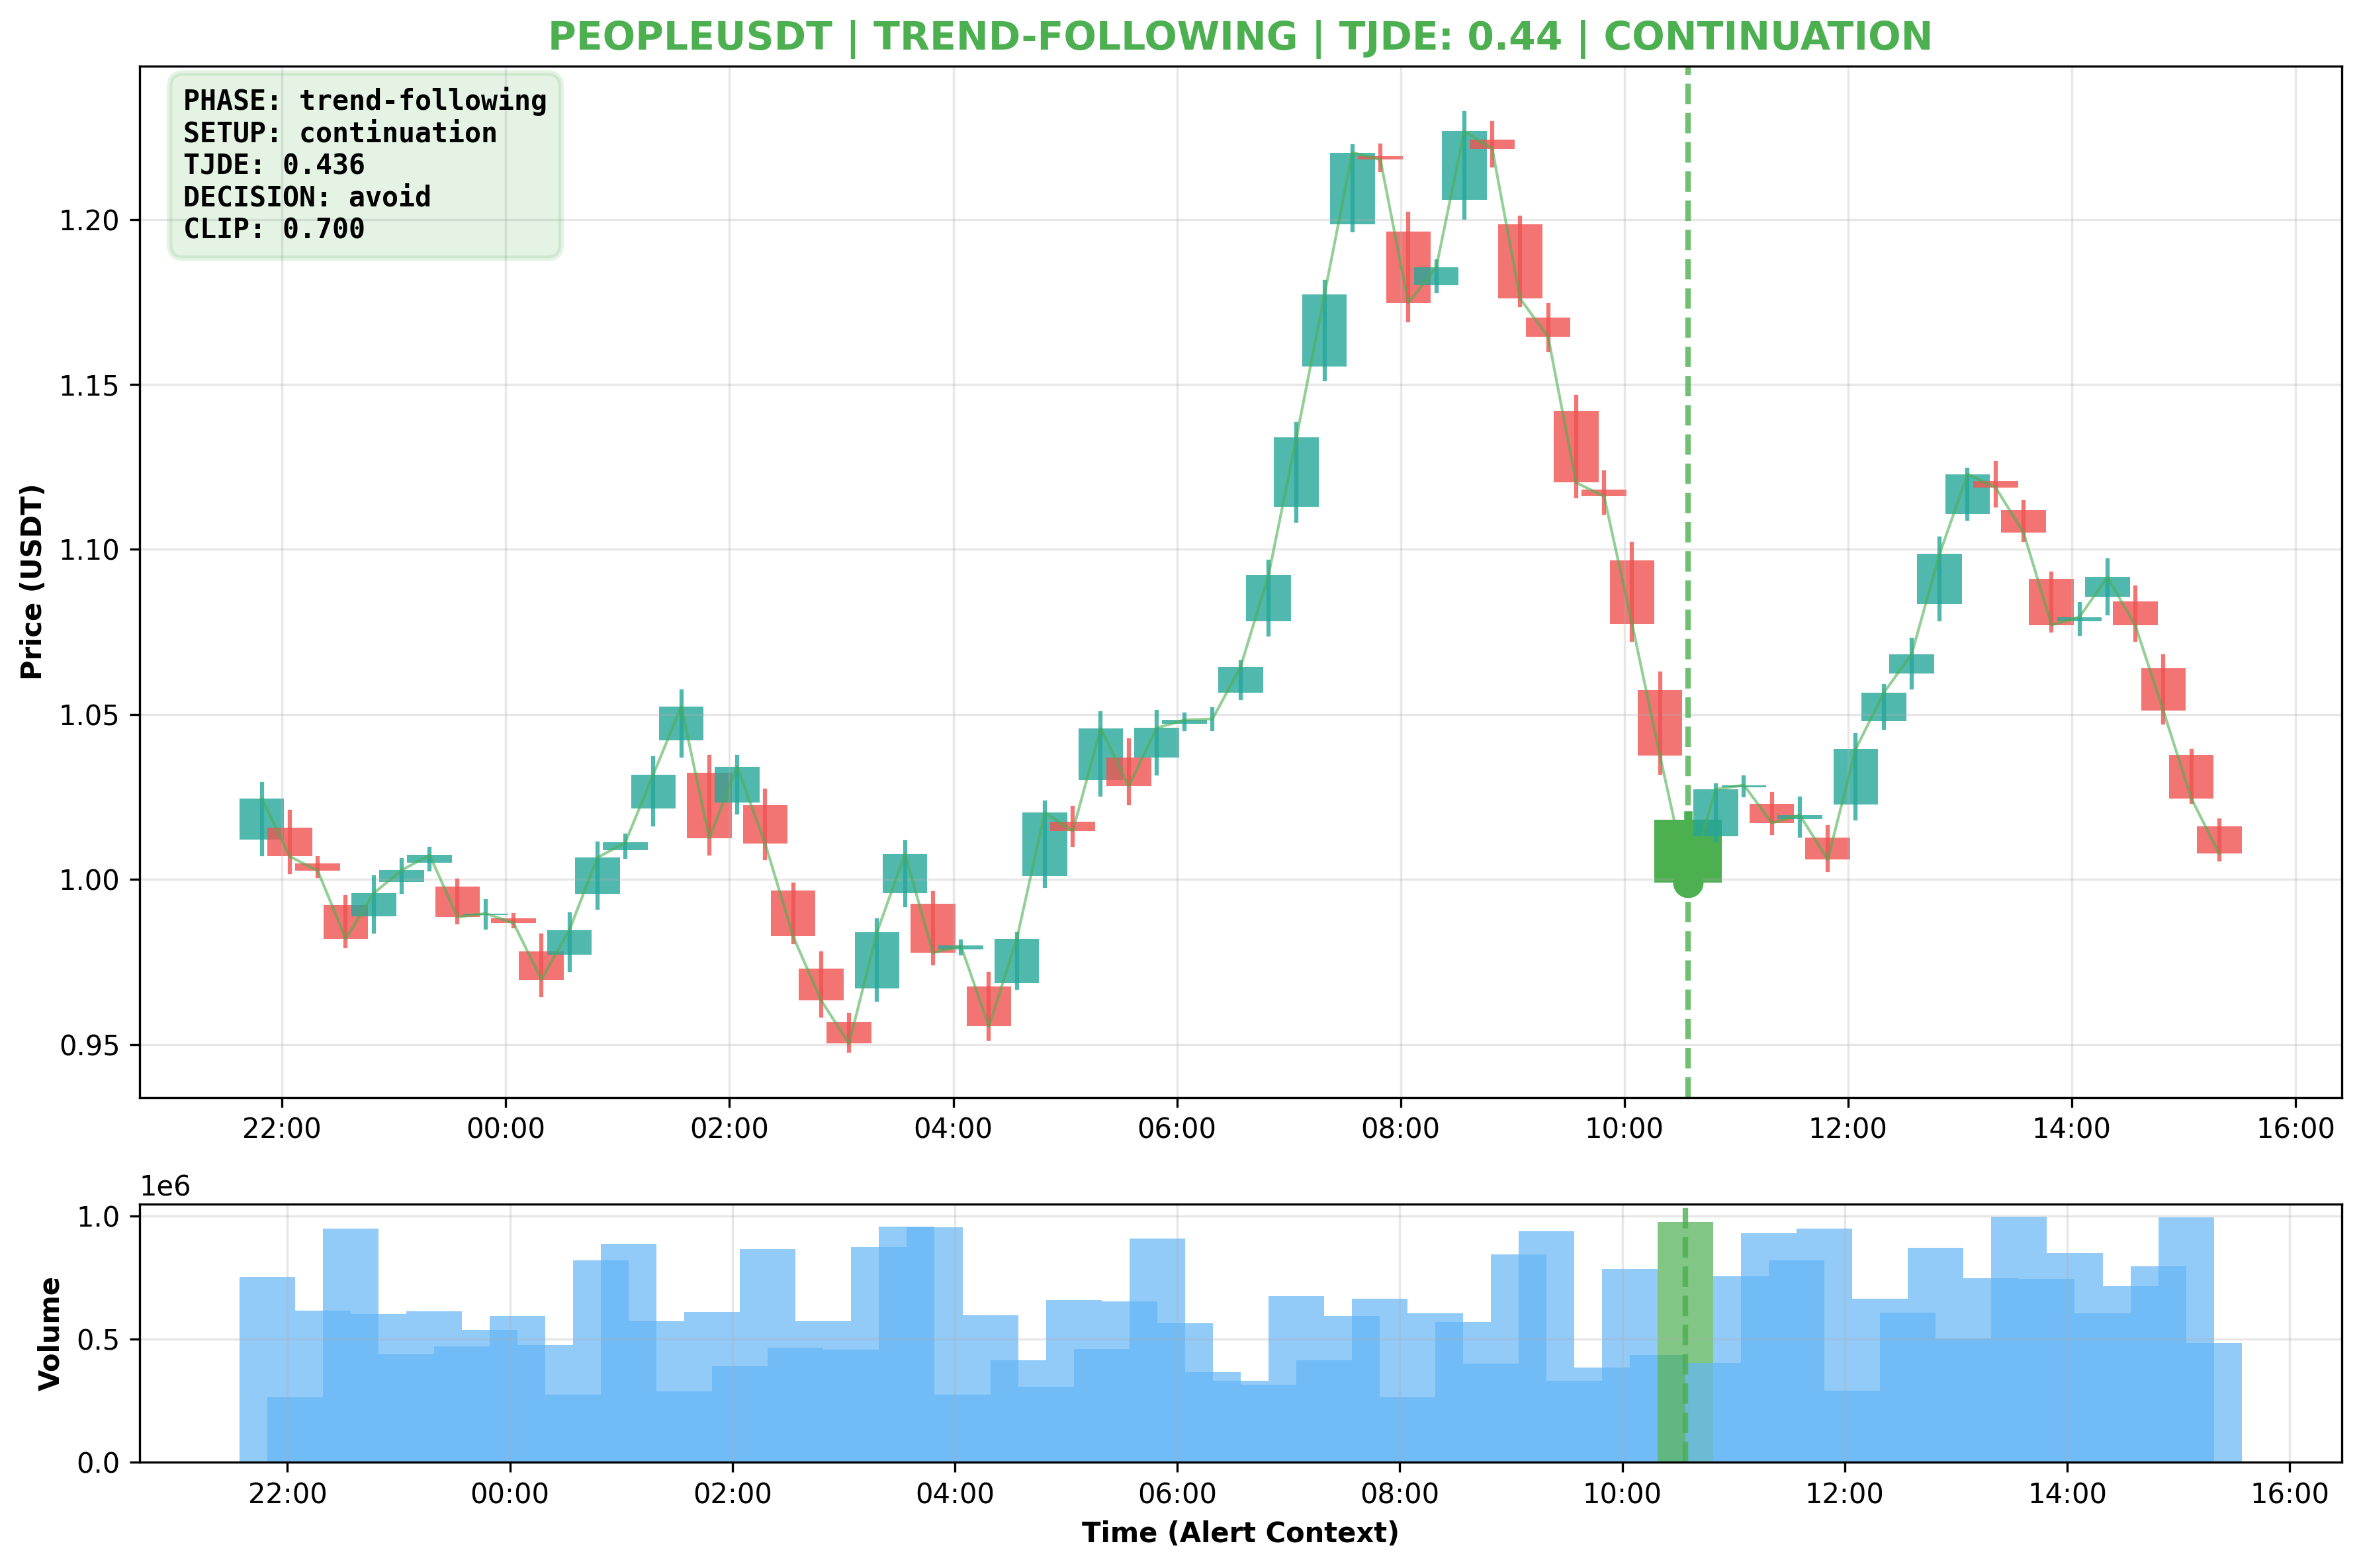 PEOPLEUSDT | TREND-FOLLOWING | TJDE: 0.44 | CONTINUATION
PHASE: trend-following
SETUP: continuation
TJDE: 0.436
DECISION: avoid
CLIP: 0.700
Price (USDT)
1.20
1.15
1.10
1.05
1.00
0.95
22:00 00:00 02:00 04:00 06:00 08:00 10:00 12:00 14:00 16:00
1e6
Volume
1.0
0.5
0.0
22:00 00:00 02:00 04:00 06:00 08:00 10:00 12:00 14:00 16:00
Time (Alert Context)